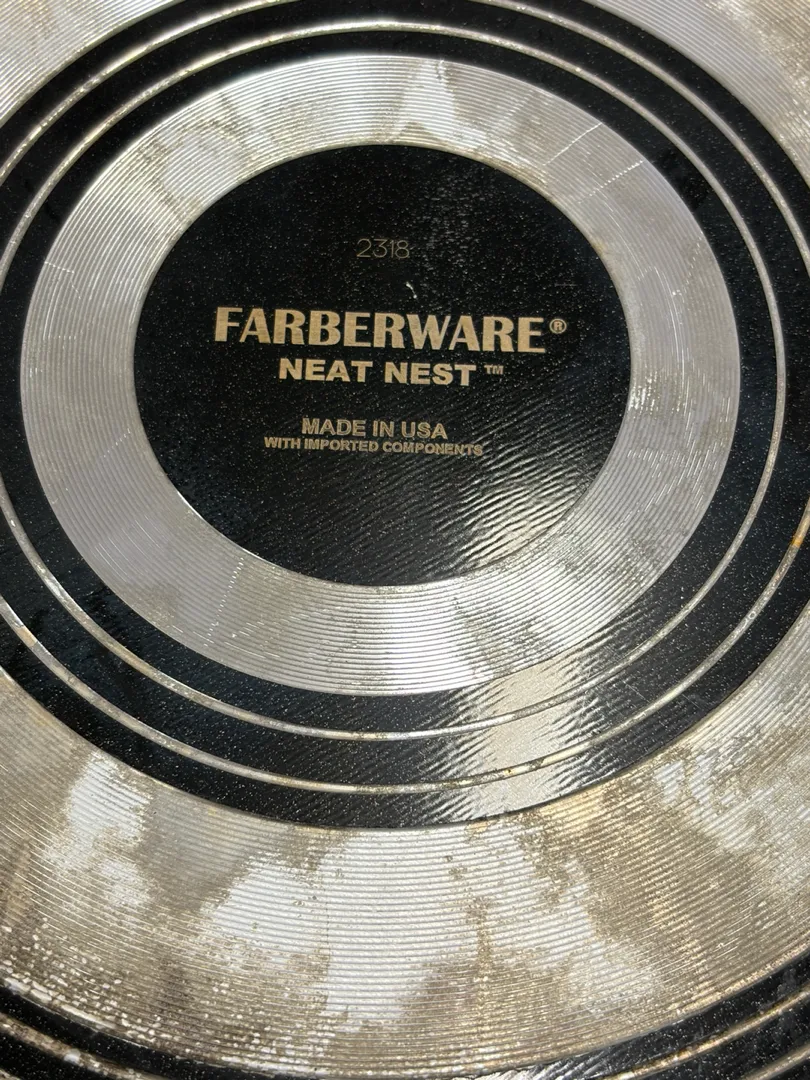 2318
FARBERWARE®
NEAT NEST™
MADE IN USA
WITH IMPORTED COMPONENTS